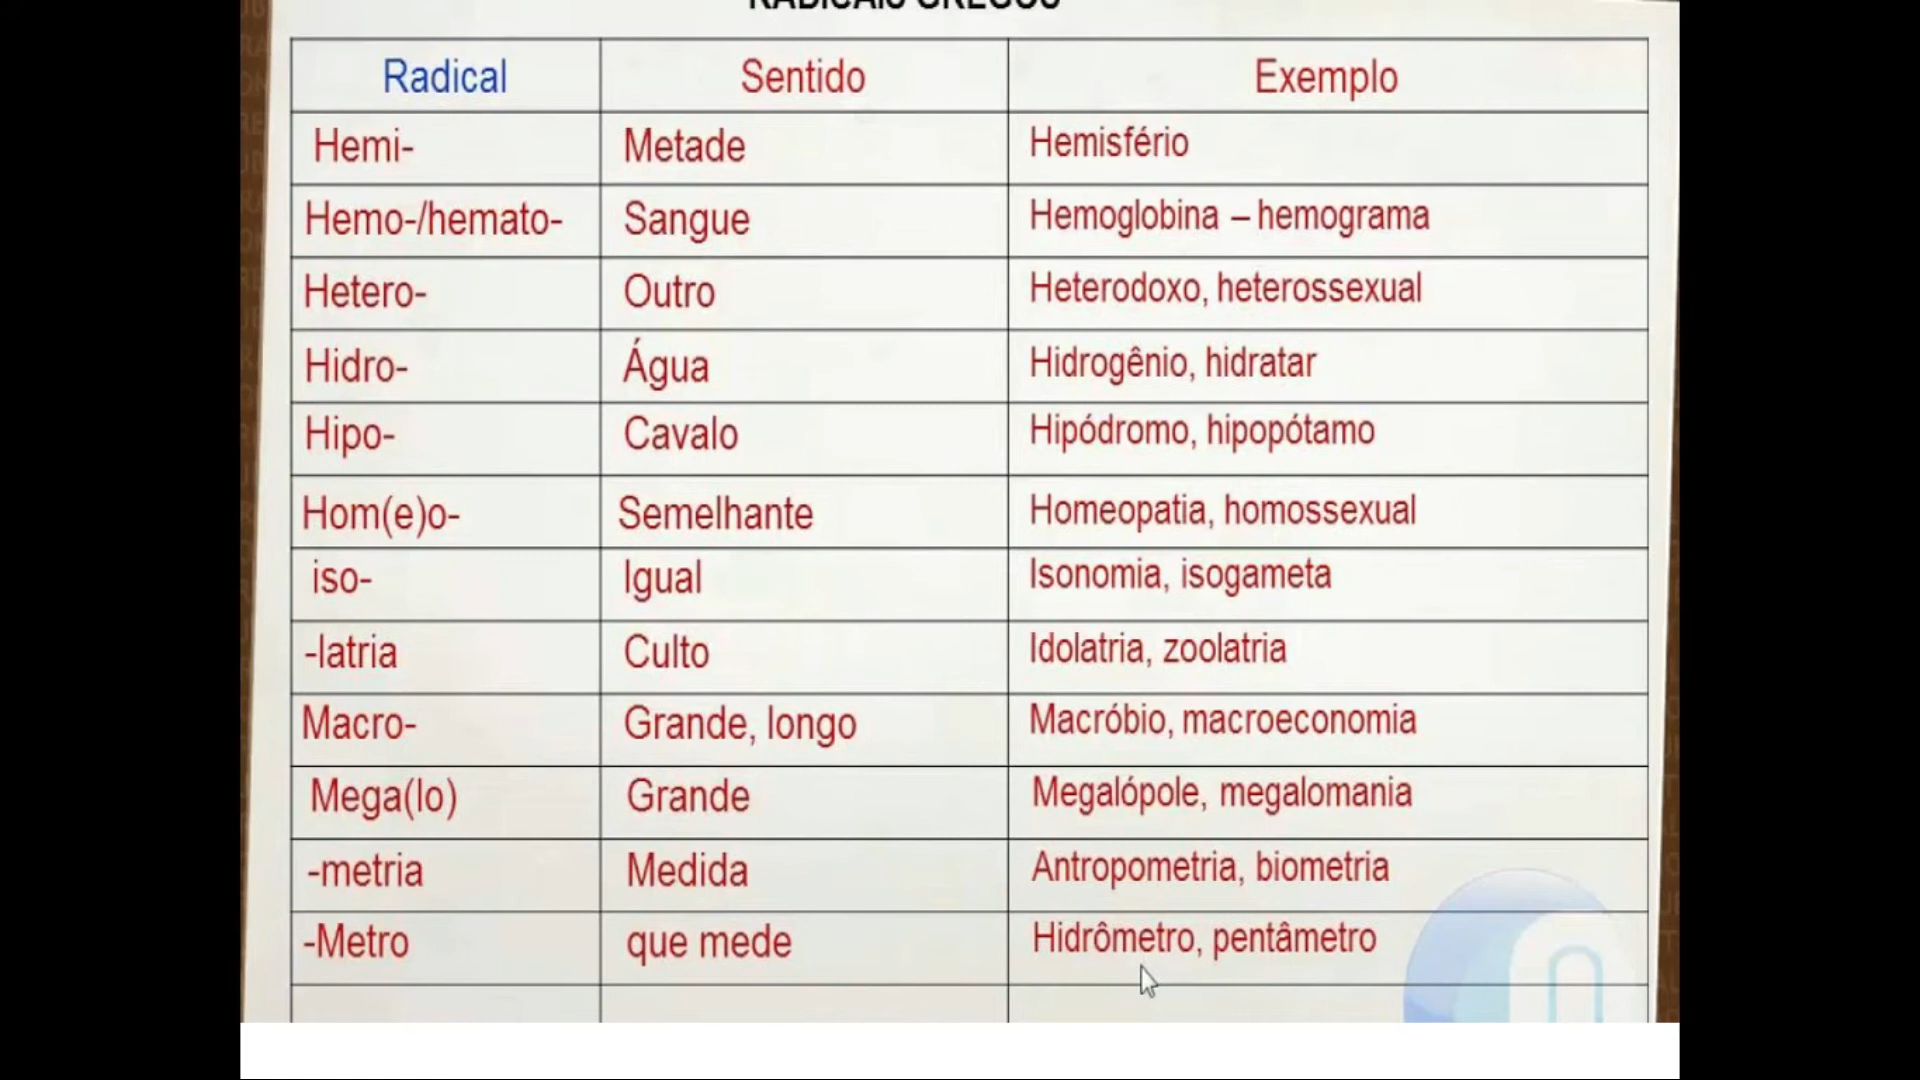 RADICAIS GREGOS
Radical Sentido Exemplo
Hemi- Metade Hemisfério
Hemo-/hemato- Sangue Hemoglobina – hemograma
Hetero- Outro Heterodoxo, heterossexual
Hidro- Água Hidrogênio, hidratar
Hipo- Cavalo Hipódromo, hipopótamo
Hom(e)o- Semelhante Homeopatia, homossexual
iso- Igual Isonomia, isogameta
-latria Culto Idolatria, zoolatria
Macro- Grande, longo Macróbio, macroeconomia
Mega(lo) Grande Megalópole, megalomania
-metria Medida Antropometria, biometria
-Metro que mede Hidrômetro, pentâmetro